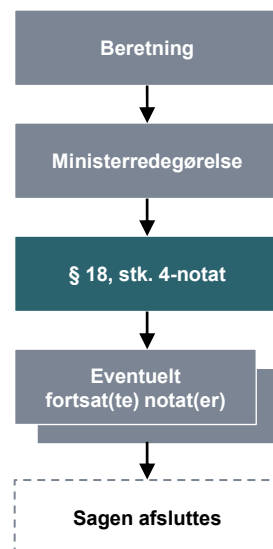 Beretning
Ministerredegørelse
§ 18, stk. 4-notat
Eventuelt
fortsat(te) notat(er)
Sagen afsluttes